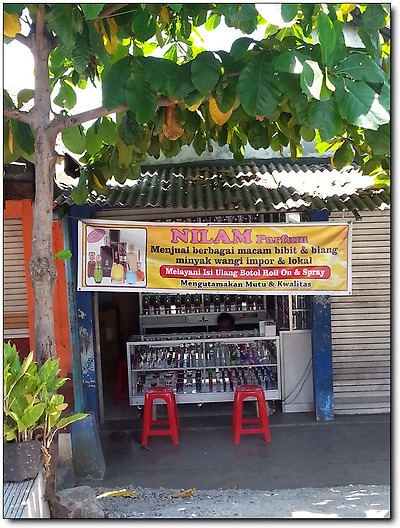 NILAM Parfum
Menjual berbagai macam bibit & biang
minyak wangi impor & lokal
Melayani Isi Ulang Botol Roll On & Spray
Mengutamakan Mutu & Kwalitas